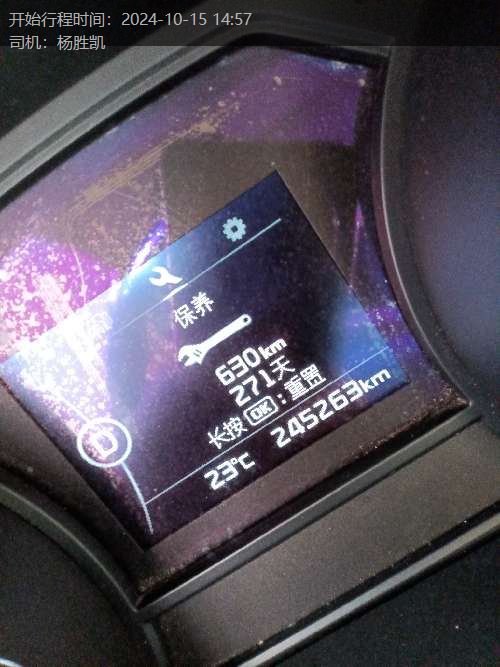 开始行程时间：2024-10-15 14:57
司机：杨胜凯
保养
630km
271天
长按 OK：重置
23°C 245263km
D